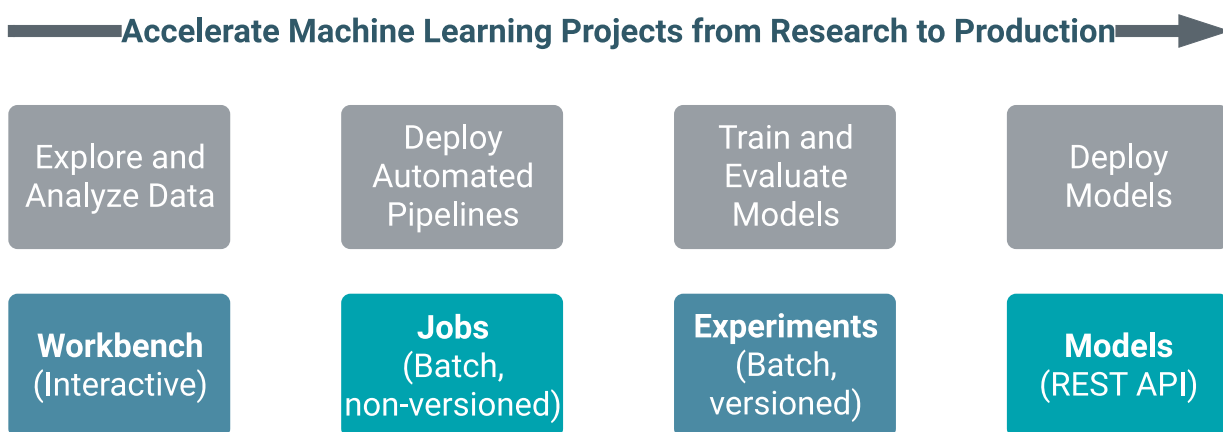 Accelerate Machine Learning Projects from Research to Production
Explore and
Analyze Data
Deploy
Automated
Pipelines
Train and
Evaluate
Models
Deploy
Models
Workbench
(Interactive)
Jobs
(Batch,
non-versioned)
Experiments
(Batch,
versioned)
Models
(REST API)